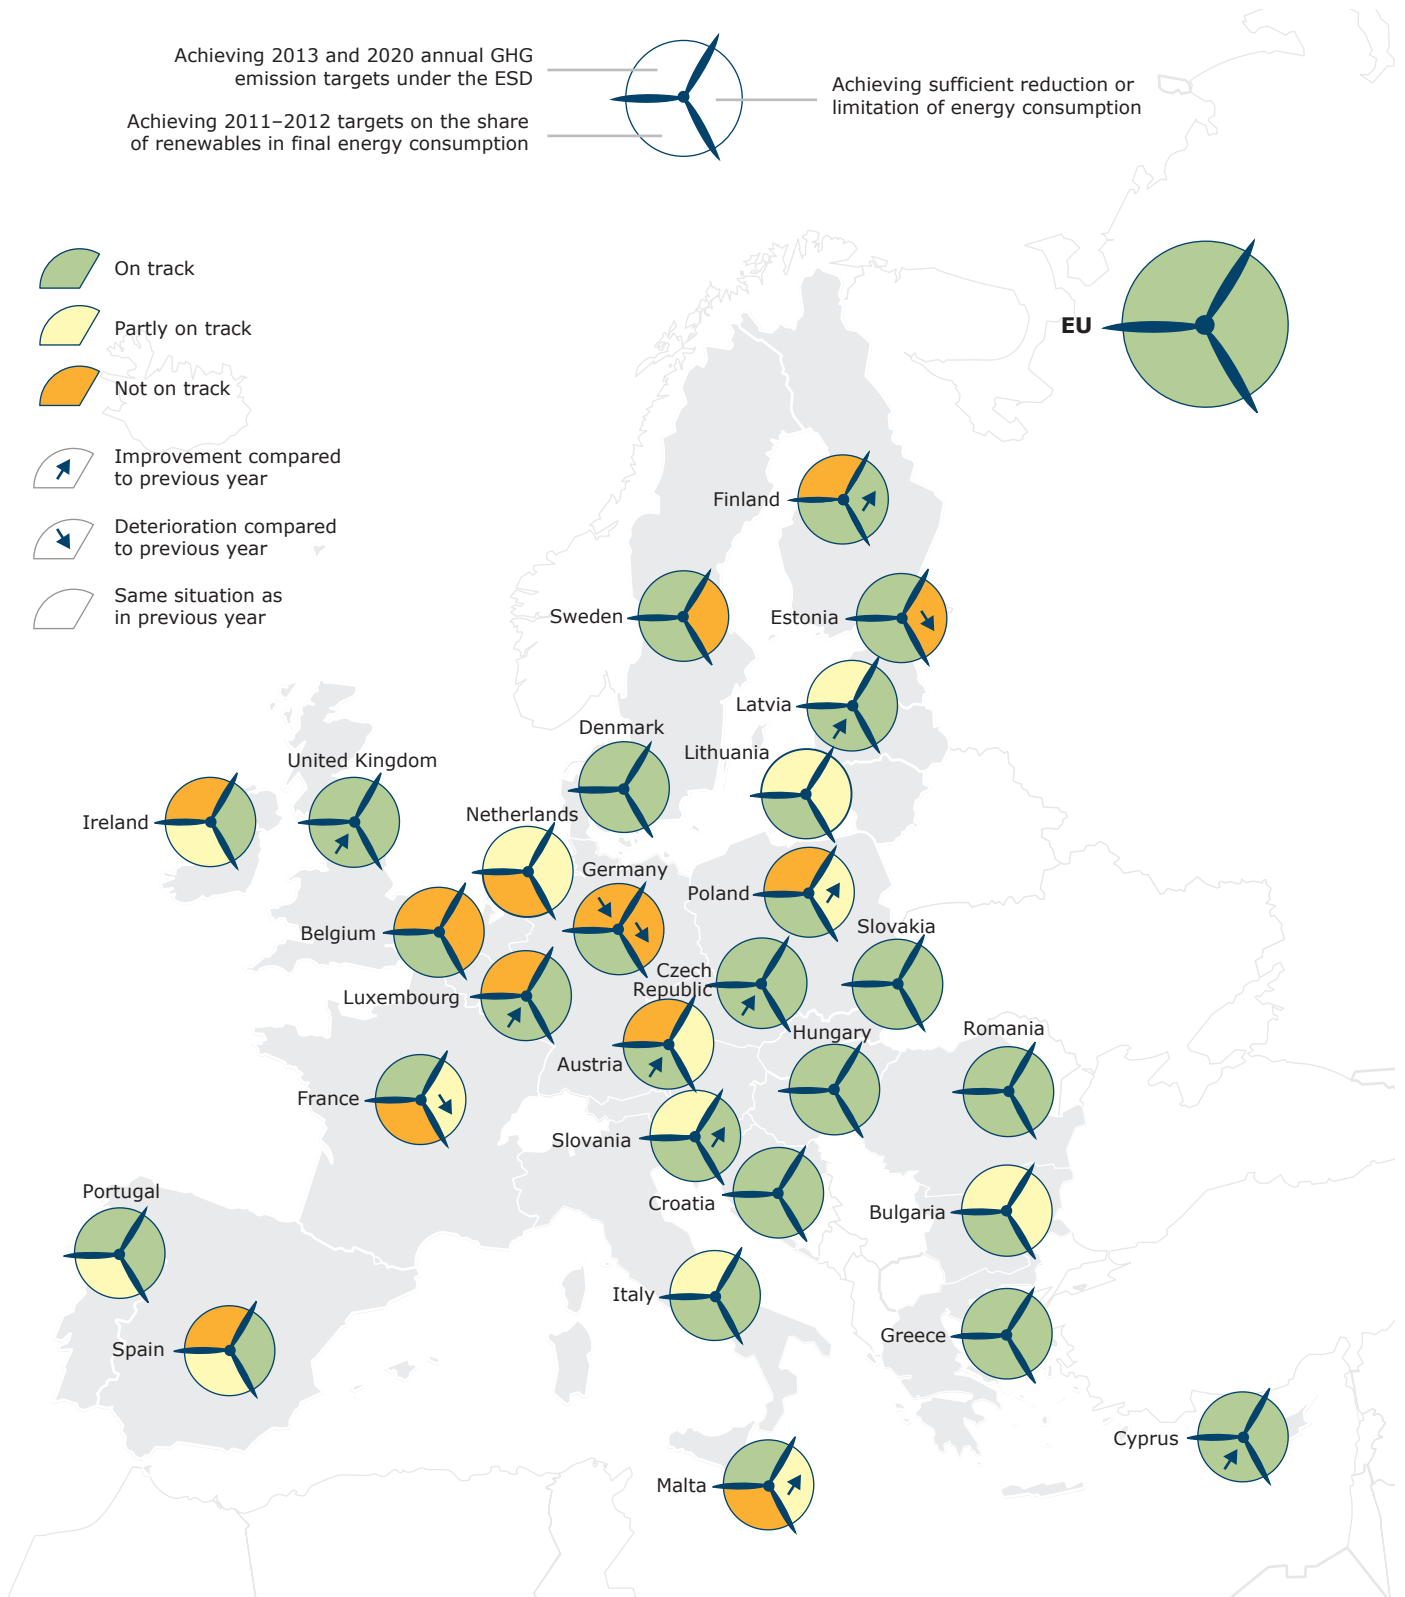 Achieving 2013 and 2020 annual GHG
emission targets under the ESD
Achieving sufficient reduction or
limitation of energy consumption
Achieving 2011–2012 targets on the share
of renewables in final energy consumption
On track
Partly on track
Not on track
Improvement compared
to previous year
Deterioration compared
to previous year
Same situation as
in previous year
EU
Finland
Sweden
Estonia
Latvia
Denmark
Lithuania
United Kingdom
Ireland
Netherlands
Germany
Poland
Belgium
Slovakia
Czech
Republic
Luxembourg
Hungary
Romania
Austria
France
Slovania
Croatia
Portugal
Bulgaria
Italy
Greece
Spain
Cyprus
Malta